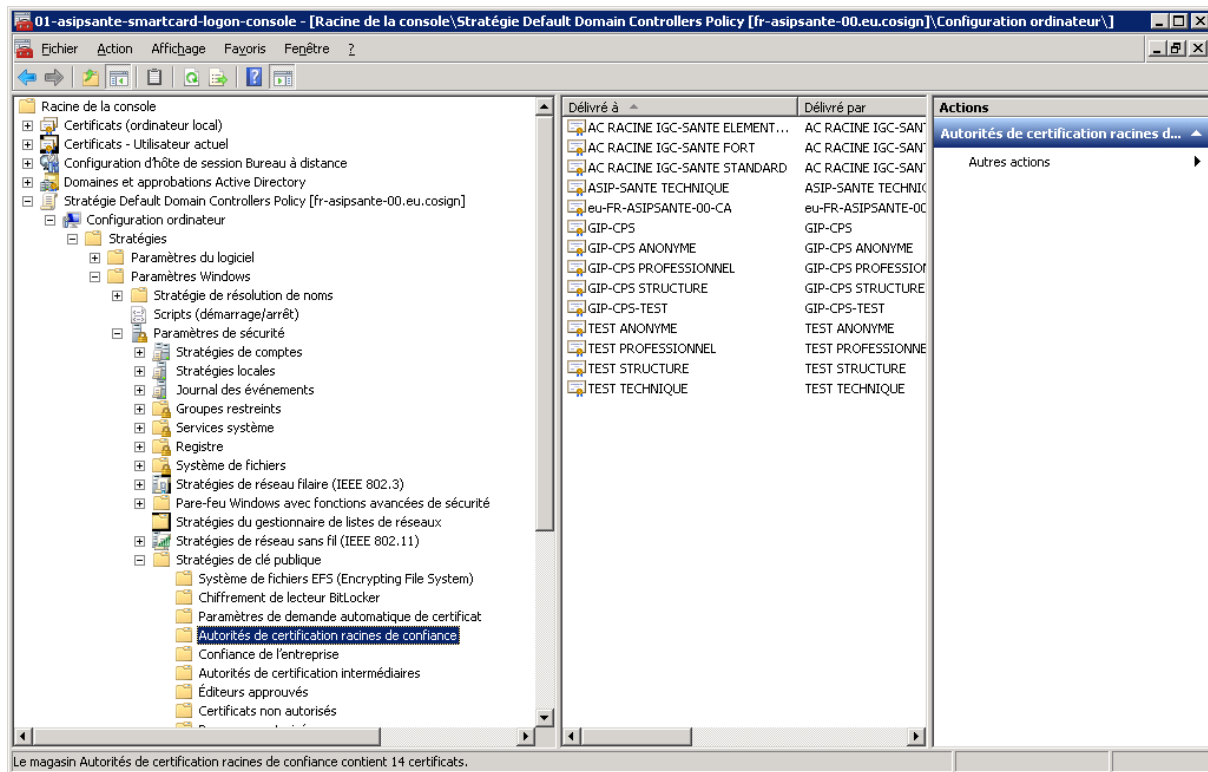 01-asipsante-smartcard-logon-console - [Racine de la console\Stratégie Default Domain Controllers Policy [fr-asipsante-00.eu.cosign]\Configuration ordinateur\]
Fichier Action Affichage Favoris Fenêtre ?
Racine de la console
Certificats (ordinateur local)
Certificats - Utilisateur actuel
Configuration d'hôte de session Bureau à distance
Domaines et approbations Active Directory
Stratégie Default Domain Controllers Policy [fr-asipsante-00.eu.cosign]
Configuration ordinateur
Stratégies
Paramètres du logiciel
Paramètres Windows
Stratégie de résolution de noms
Scripts (démarrage/arrêt)
Paramètres de sécurité
Stratégies de comptes
Stratégies locales
Journal des événements
Groupes restreints
Services système
Registre
Système de fichiers
Stratégies de réseau filaire (IEEE 802.3)
Pare-feu Windows avec fonctions avancées de sécurité
Stratégies du gestionnaire de listes de réseaux
Stratégies de réseau sans fil (IEEE 802.11)
Stratégies de clé publique
Système de fichiers EFS (Encrypting File System)
Chiffrement de lecteur BitLocker
Paramètres de demande automatique de certificat
Autorités de certification racines de confiance
Confiance de l'entreprise
Autorités de certification intermédiaires
Éditeurs approuvés
Certificats non autorisés
Délivré à Délivré par
AC RACINE IGC-SANTE ELEMENT... AC RACINE IGC-SANT
AC RACINE IGC-SANTE FORT AC RACINE IGC-SANT
AC RACINE IGC-SANTE STANDARD AC RACINE IGC-SANT
ASIP-SANTE TECHNIQUE ASIP-SANTE TECHNIQ
eu-FR-ASIPSANTE-00-CA eu-FR-ASIPSANTE-00
GIP-CPS GIP-CPS
GIP-CPS ANONYME GIP-CPS ANONYME
GIP-CPS PROFESSIONNEL GIP-CPS PROFESSION
GIP-CPS STRUCTURE GIP-CPS STRUCTURE
GIP-CPS-TEST GIP-CPS-TEST
TEST ANONYME TEST ANONYME
TEST PROFESSIONNEL TEST PROFESSIONNE
TEST STRUCTURE TEST STRUCTURE
TEST TECHNIQUE TEST TECHNIQUE
Actions
Autorités de certification racines d...
Autres actions
Le magasin Autorités de certification racines de confiance contient 14 certificats.